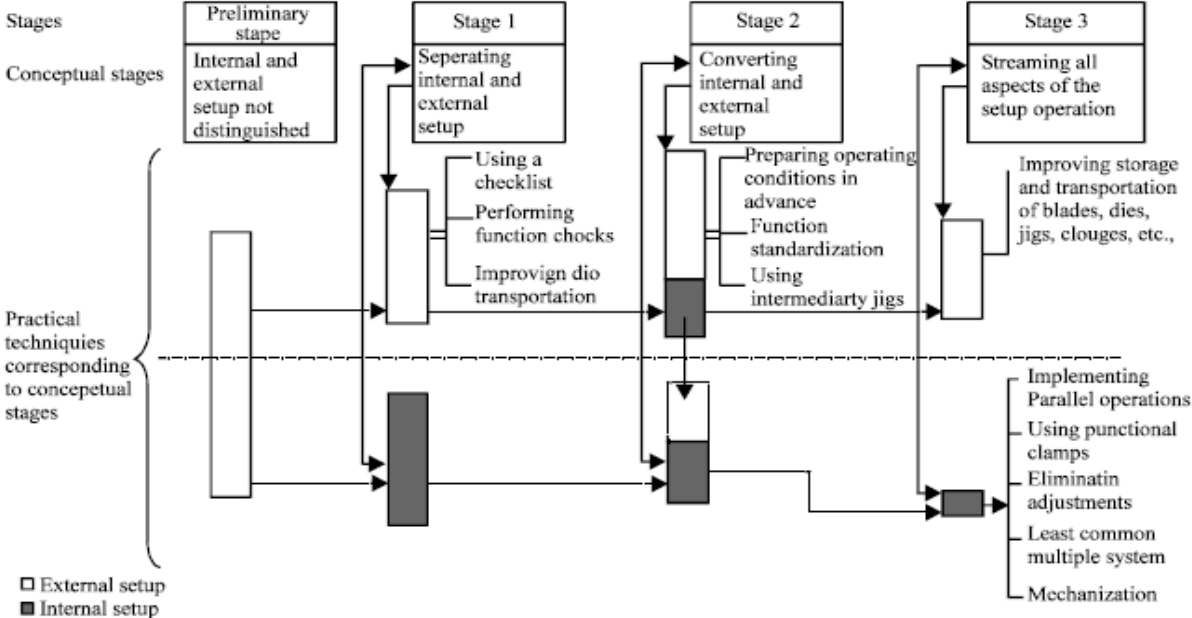 Stages
Preliminary
stape
Stage 1
Stage 2
Stage 3
Conceptual stages
Internal and
external
setup not
distinguished
Seperating
internal and
external
setup
Converting
internal and
external
setup
Streaming all
aspects of the
setup operation
Using a
checklist
Performing
function chocks
Improvign dio
transportation
Preparing operating
conditions in
advance
Function
standardization
Using
intermediarty jigs
Improving storage
and transportation
of blades, dies,
jigs, clouges, etc.,
Practical
techniquies
corresponding
to concepetual
stages
Implementing
Parallel operations
Using punctional
clamps
Eliminatin
adjustments
Least common
multiple system
Mechanization
External setup
Internal setup